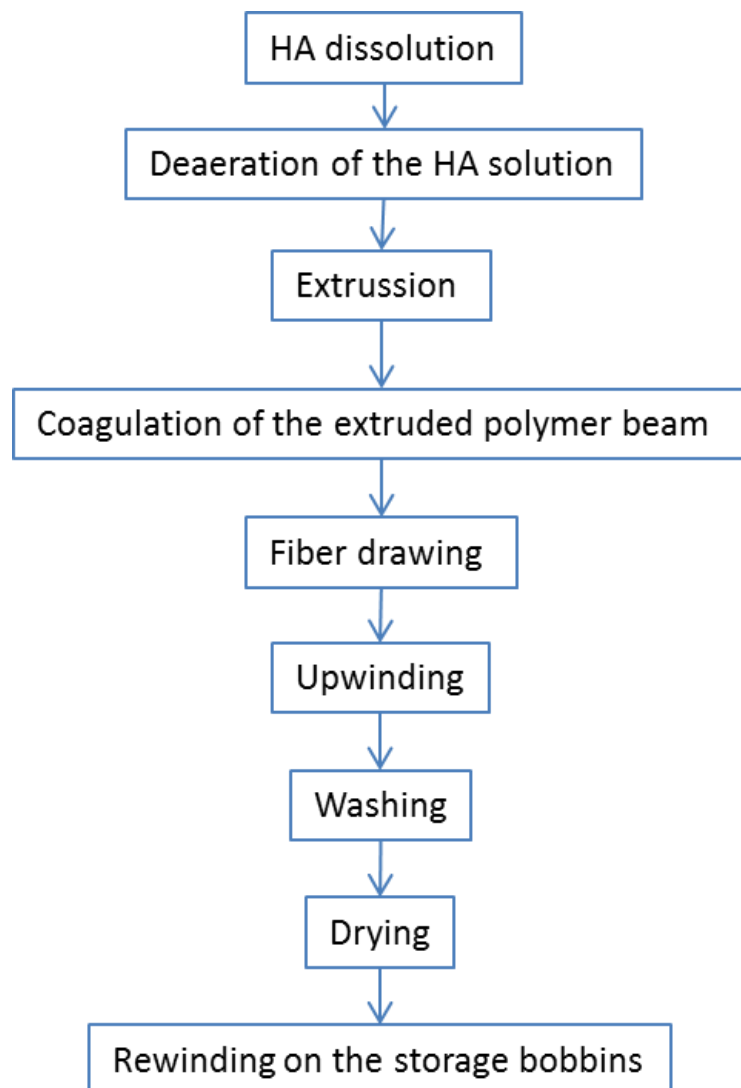 HA dissolution
Deaeration of the HA solution
Extrussion
Coagulation of the extruded polymer beam
Fiber drawing
Upwinding
Washing
Drying
Rewinding on the storage bobbins